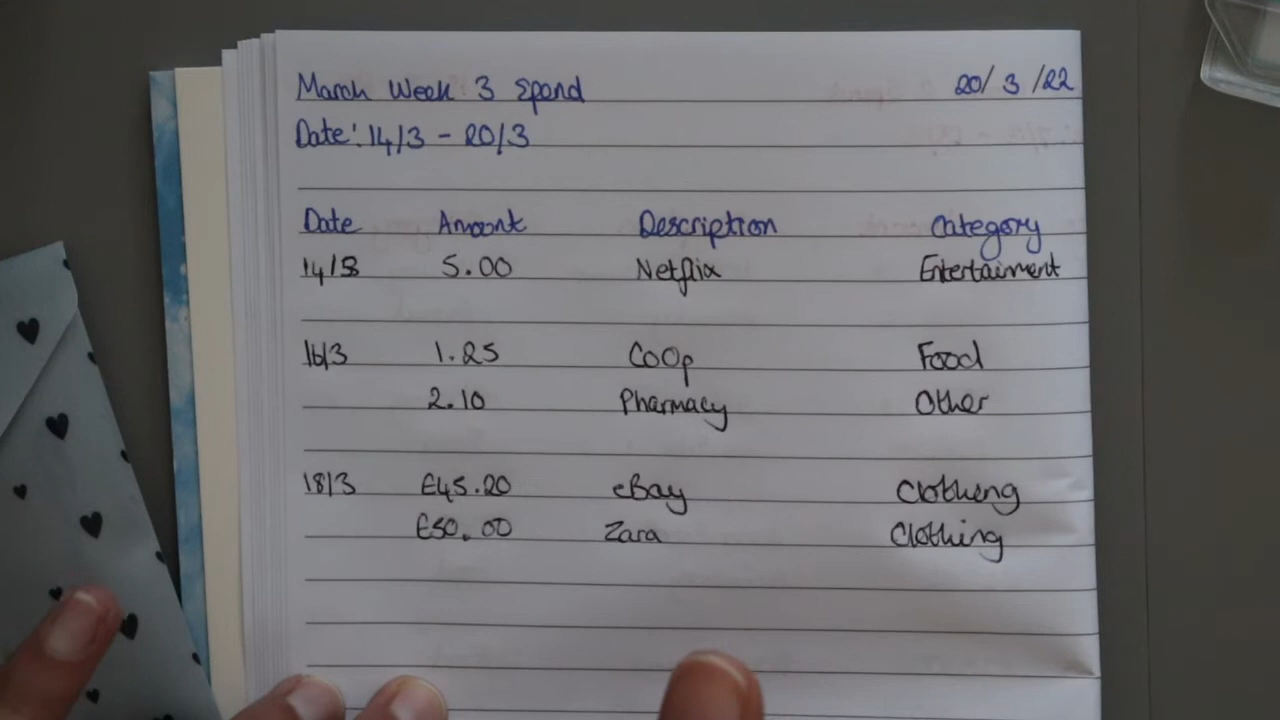 March Week 3 Spend 20/3/22
Date: 14/3 - 20/3
Date Amount Description Category
14/3 5.00 Netflix Entertaiment
16/3 1.25 CoOp Food
2.10 Pharmacy Other
18/3 £45.20 eBay Clothing
£50.00 Zara Clothing